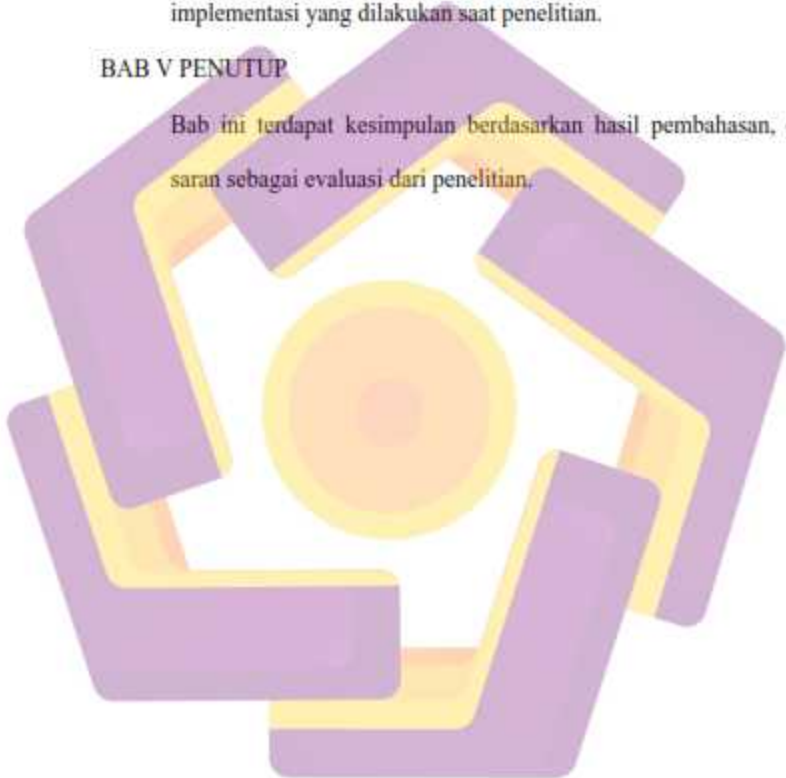 implementasi yang dilakukan saat penelitian.
BAB V PENUTUP
Bab ini terdapat kesimpulan berdasarkan hasil pembahasan,
saran sebagai evaluasi dari penelitian.